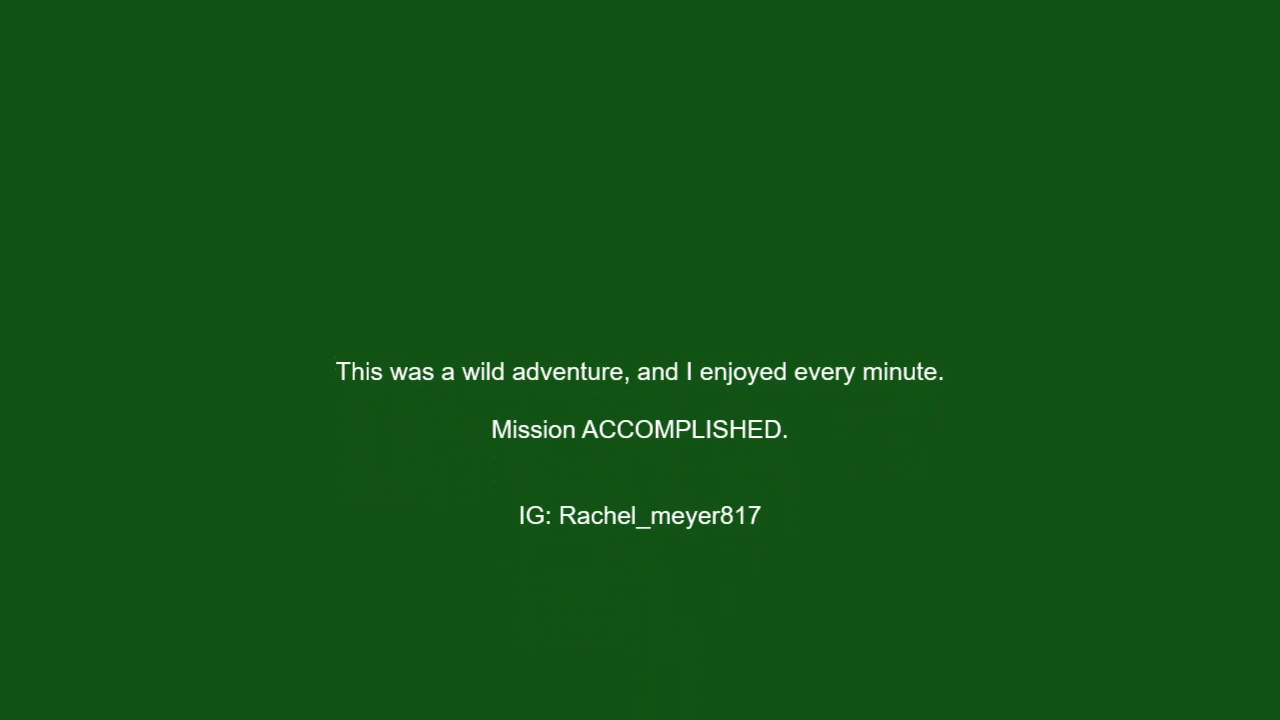 This was a wild adventure, and I enjoyed every minute.
Mission ACCOMPLISHED.
IG: Rachel_meyer817